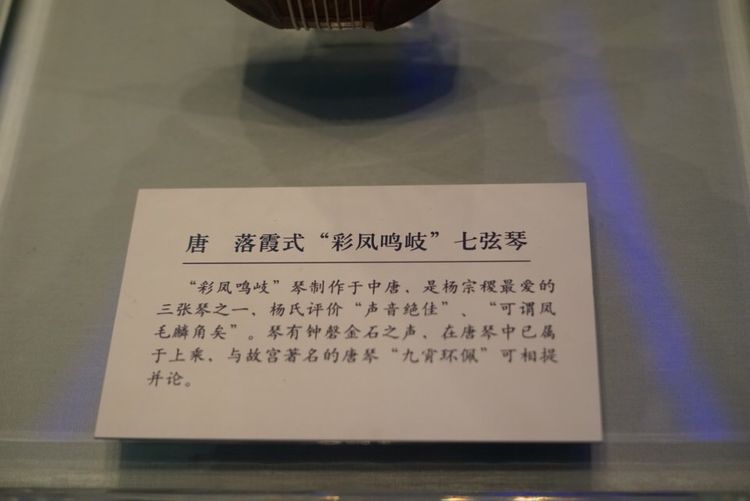 唐 落霞式“彩凤鸣岐”七弦琴
“彩凤鸣岐”琴制作于中唐，是杨宗稷最爱的
三张琴之一，杨氏评价“声音绝佳”、“可谓凤
毛麟角矣”。琴有钟磬金石之声，在唐琴中已属
于上乘，与故宫著名的唐琴“九霄环佩”可相提
并论。